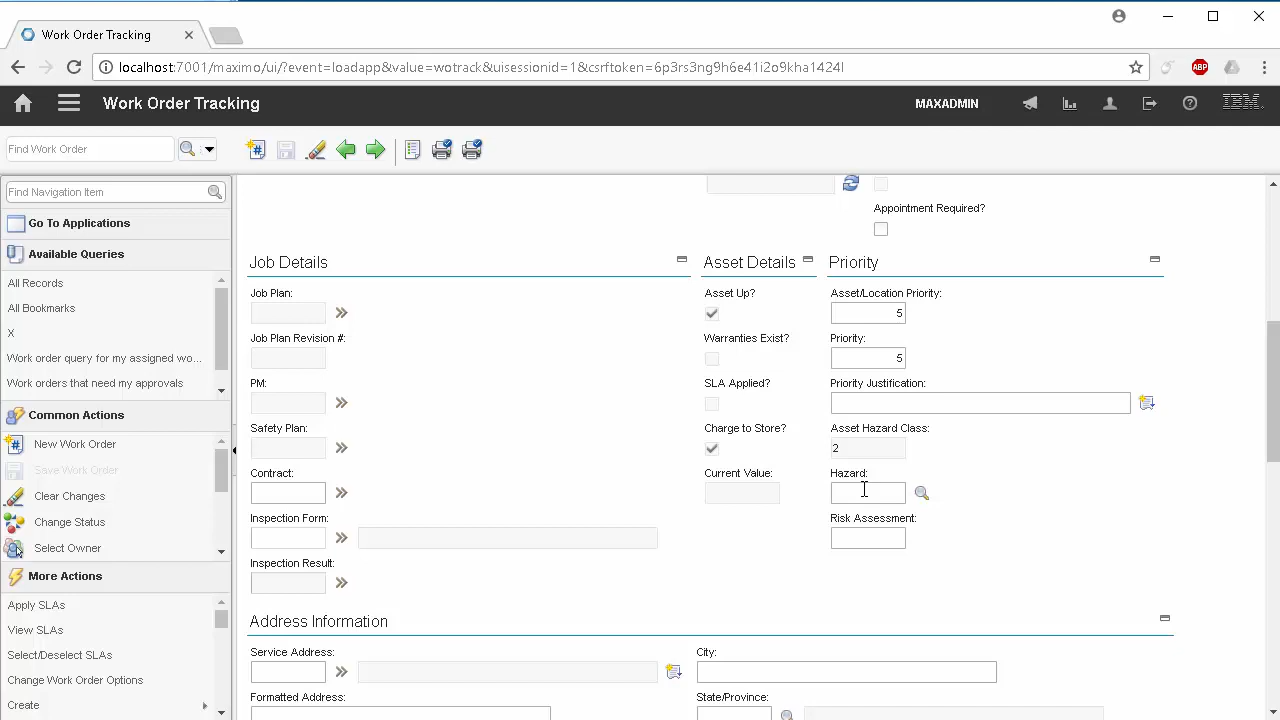 Work Order Tracking
localhost:7001/maximo/ui/?event=loadapp&value=wotrack&uisessionid=1&csrftoken=6p3rs3ng9h6e41i2o9kha1424l
ABP
Work Order Tracking
MAXADMIN
IBM
Find Work Order
Find Navigation Item
Go To Applications
Available Queries
All Records
All Bookmarks
X
Work order query for my assigned wo...
Work orders that need my approvals
Common Actions
New Work Order
Save Work Order
Clear Changes
Change Status
Select Owner
More Actions
Apply SLAs
View SLAs
Select/Deselect SLAs
Change Work Order Options
Create
Appointment Required?
Job Details
Job Plan:
Job Plan Revision #:
PM:
Safety Plan:
Contract:
Inspection Form:
Inspection Result:
Asset Details
Asset Up?
Warranties Exist?
SLA Applied?
Charge to Store?
Current Value:
Priority
Asset/Location Priority:
5
Priority:
5
Priority Justification:
Asset Hazard Class:
2
Hazard:
Risk Assessment:
Address Information
Service Address:
City:
Formatted Address:
State/Province: